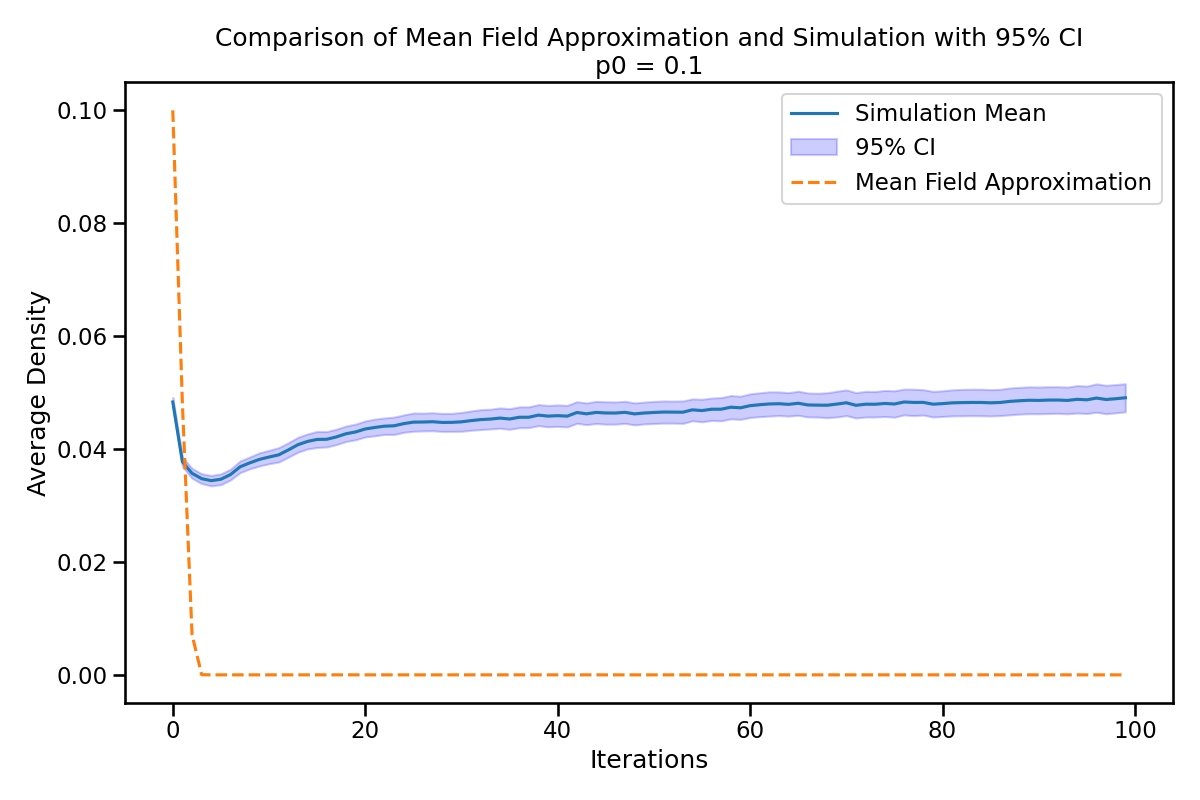 Comparison of Mean Field Approximation and Simulation with 95% CI
p0 = 0.1
Simulation Mean
95% CI
Mean Field Approximation
Average Density
0.10
0.08
0.06
0.04
0.02
0.00
0
20
40
60
80
100
Iterations